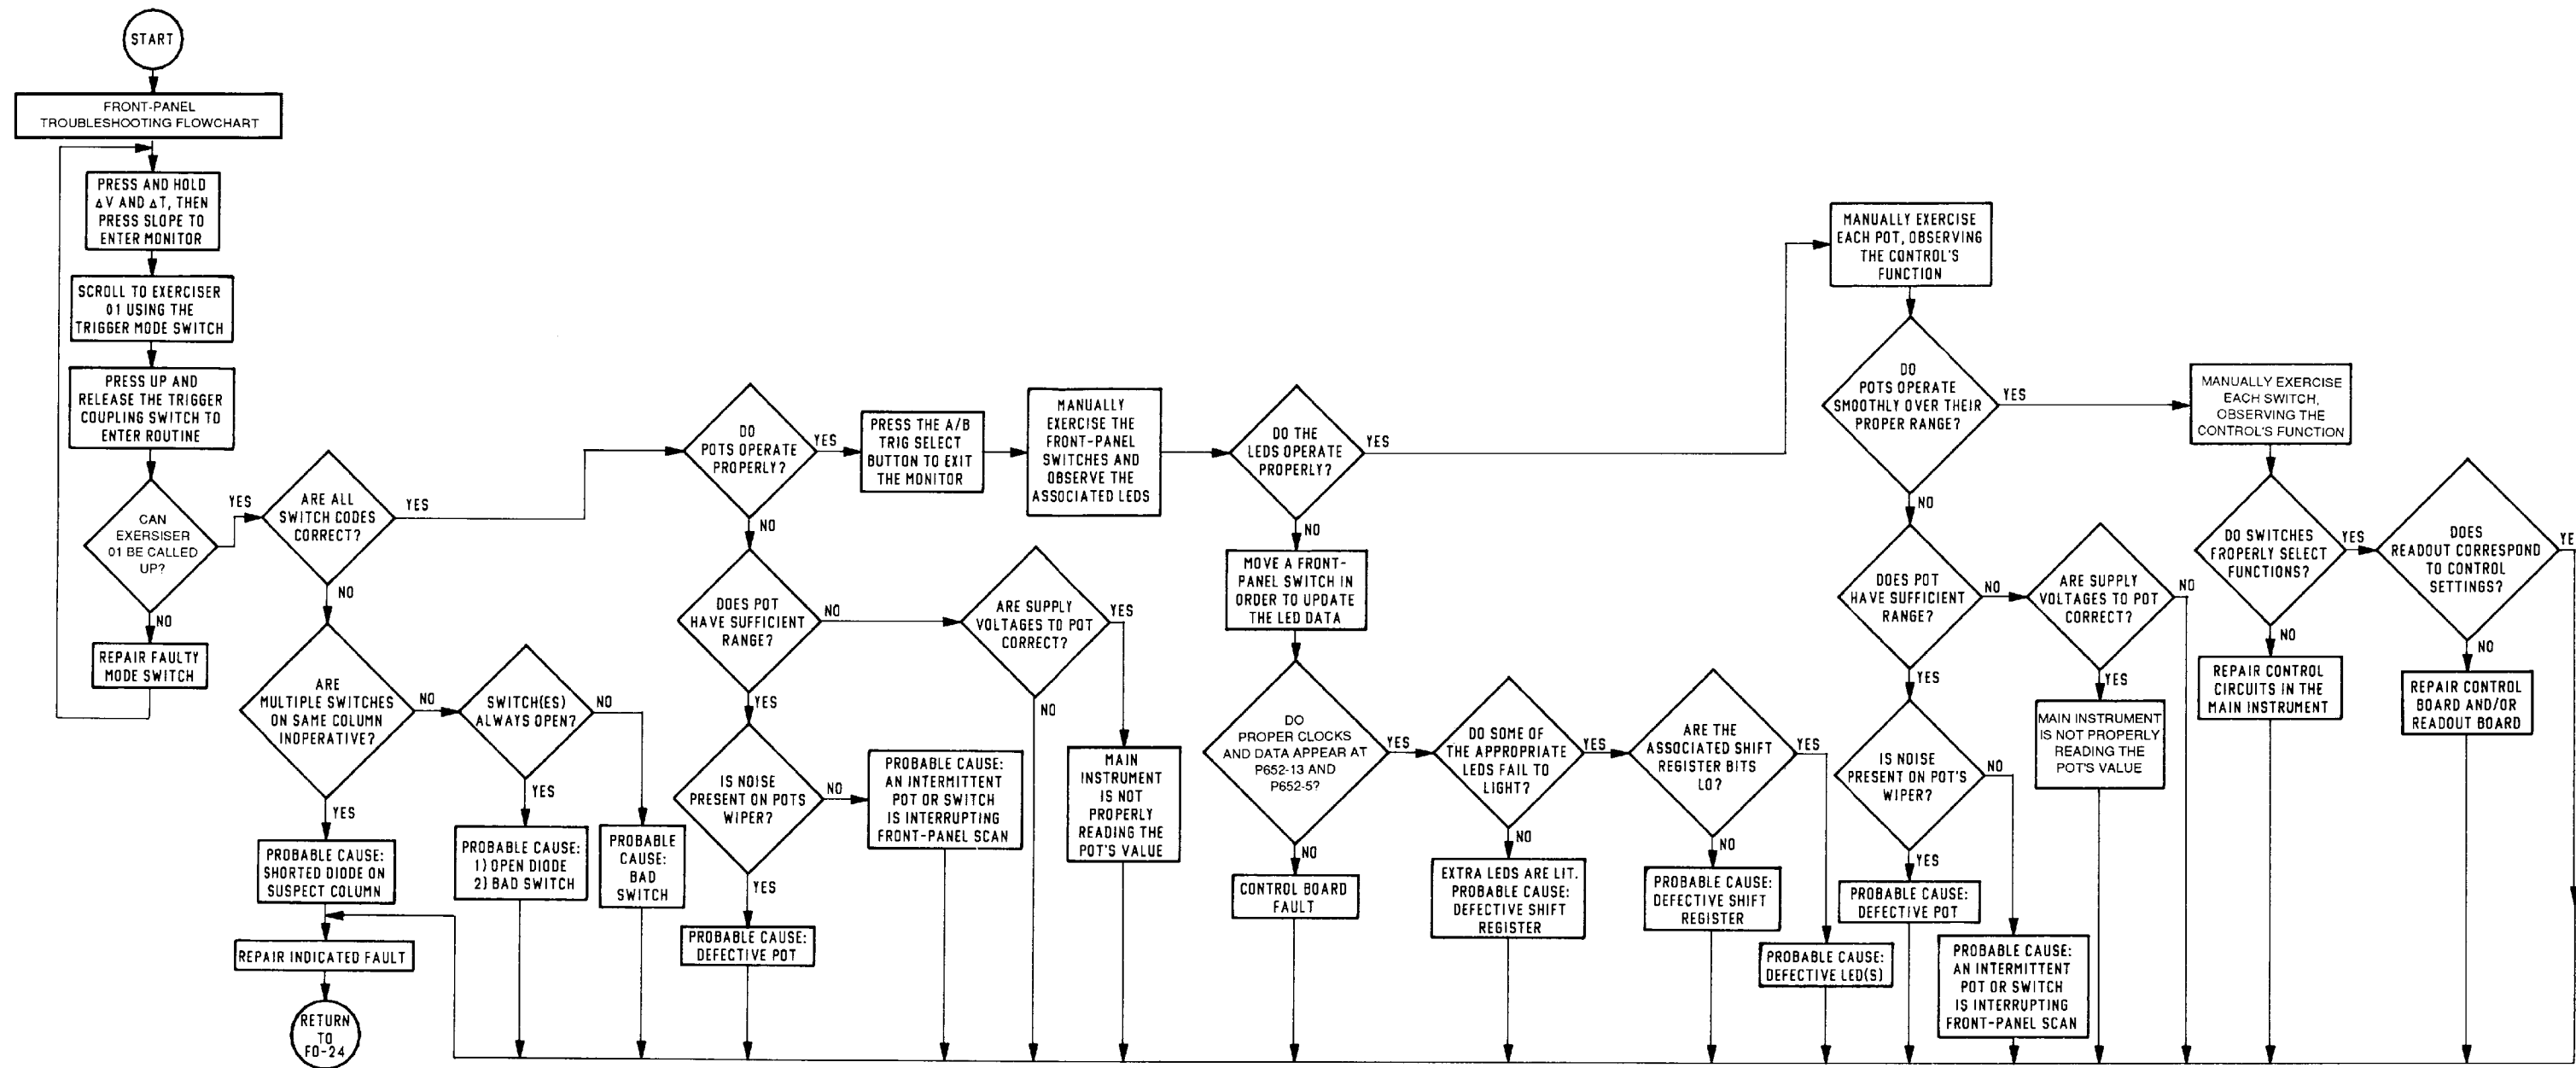 START
FRONT-PANEL
TROUBLESHOOTING FLOWCHART
PRESS AND HOLD
ΔV AND ΔT, THEN
PRESS SLOPE TO
ENTER MONITOR
SCROLL TO EXERCISER
01 USING THE
TRIGGER MODE SWITCH
PRESS UP AND
RELEASE THE TRIGGER
COUPLING SWITCH TO
ENTER ROUTINE
CAN
EXERSISER
01 BE CALLED
UP?
YES
NO
REPAIR FAULTY
MODE SWITCH
ARE ALL
SWITCH CODES
CORRECT?
YES
NO
ARE
MULTIPLE SWITCHES
ON SAME COLUMN
INOPERATIVE?
NO
YES
PROBABLE CAUSE:
SHORTED DIODE ON
SUSPECT COLUMN
REPAIR INDICATED FAULT
RETURN
TO
FO-24
SWITCH(ES)
ALWAYS OPEN?
NO
YES
PROBABLE CAUSE:
1) OPEN DIODE
2) BAD SWITCH
PROBABLE
CAUSE:
BAD
SWITCH
DO
POTS OPERATE
PROPERLY?
YES
NO
DOES POT
HAVE SUFFICIENT
RANGE?
NO
YES
IS NOISE
PRESENT ON POTS
WIPER?
NO
YES
PROBABLE CAUSE:
DEFECTIVE POT
PROBABLE CAUSE:
AN INTERMITTENT
POT OR SWITCH
IS INTERRUPTING
FRONT-PANEL SCAN
ARE SUPPLY
VOLTAGES TO POT
CORRECT?
YES
NO
MAIN
INSTRUMENT
IS NOT
PROPERLY
READING THE
POT'S VALUE
PRESS THE A/B
TRIG SELECT
BUTTON TO EXIT
THE MONITOR
MANUALLY
EXERCISE THE
FRONT-PANEL
SWITCHES AND
OBSERVE THE
ASSOCIATED LEDS
DO THE
LEDS OPERATE
PROPERLY?
YES
NO
MOVE A FRONT-
PANEL SWITCH IN
ORDER TO UPDATE
THE LED DATA
DO
PROPER CLOCKS
AND DATA APPEAR AT
P652-13 AND
P652-5?
YES
NO
CONTROL BOARD
FAULT
DO SOME OF
THE APPROPRIATE
LEDS FAIL TO
LIGHT?
YES
NO
EXTRA LEDS ARE LIT.
PROBABLE CAUSE:
DEFECTIVE SHIFT
REGISTER
ARE THE
ASSOCIATED SHIFT
REGISTER BITS
LO?
YES
NO
PROBABLE CAUSE:
DEFECTIVE SHIFT
REGISTER
PROBABLE CAUSE:
DEFECTIVE LED(S)
MANUALLY EXERCISE
EACH POT, OBSERVING
THE CONTROL'S
FUNCTION
DO
POTS OPERATE
SMOOTHLY OVER THEIR
PROPER RANGE?
YES
NO
DOES POT
HAVE SUFFICIENT
RANGE?
NO
YES
IS NOISE
PRESENT ON POT'S
WIPER?
NO
YES
PROBABLE CAUSE:
DEFECTIVE POT
PROBABLE CAUSE:
AN INTERMITTENT
POT OR SWITCH
IS INTERRUPTING
FRONT-PANEL SCAN
ARE SUPPLY
VOLTAGES TO POT
CORRECT?
NO
YES
MAIN INSTRUMENT
IS NOT PROPERLY
READING THE
POT'S VALUE
MANUALLY EXERCISE
EACH SWITCH,
OBSERVING THE
CONTROL'S FUNCTION
DO SWITCHES
PROPERLY SELECT
FUNCTIONS?
YES
NO
REPAIR CONTROL
CIRCUITS IN THE
MAIN INSTRUMENT
DOES
READOUT CORRESPOND
TO CONTROL
SETTINGS?
YE
NO
REPAIR CONTROL
BOARD AND/OR
READOUT BOARD